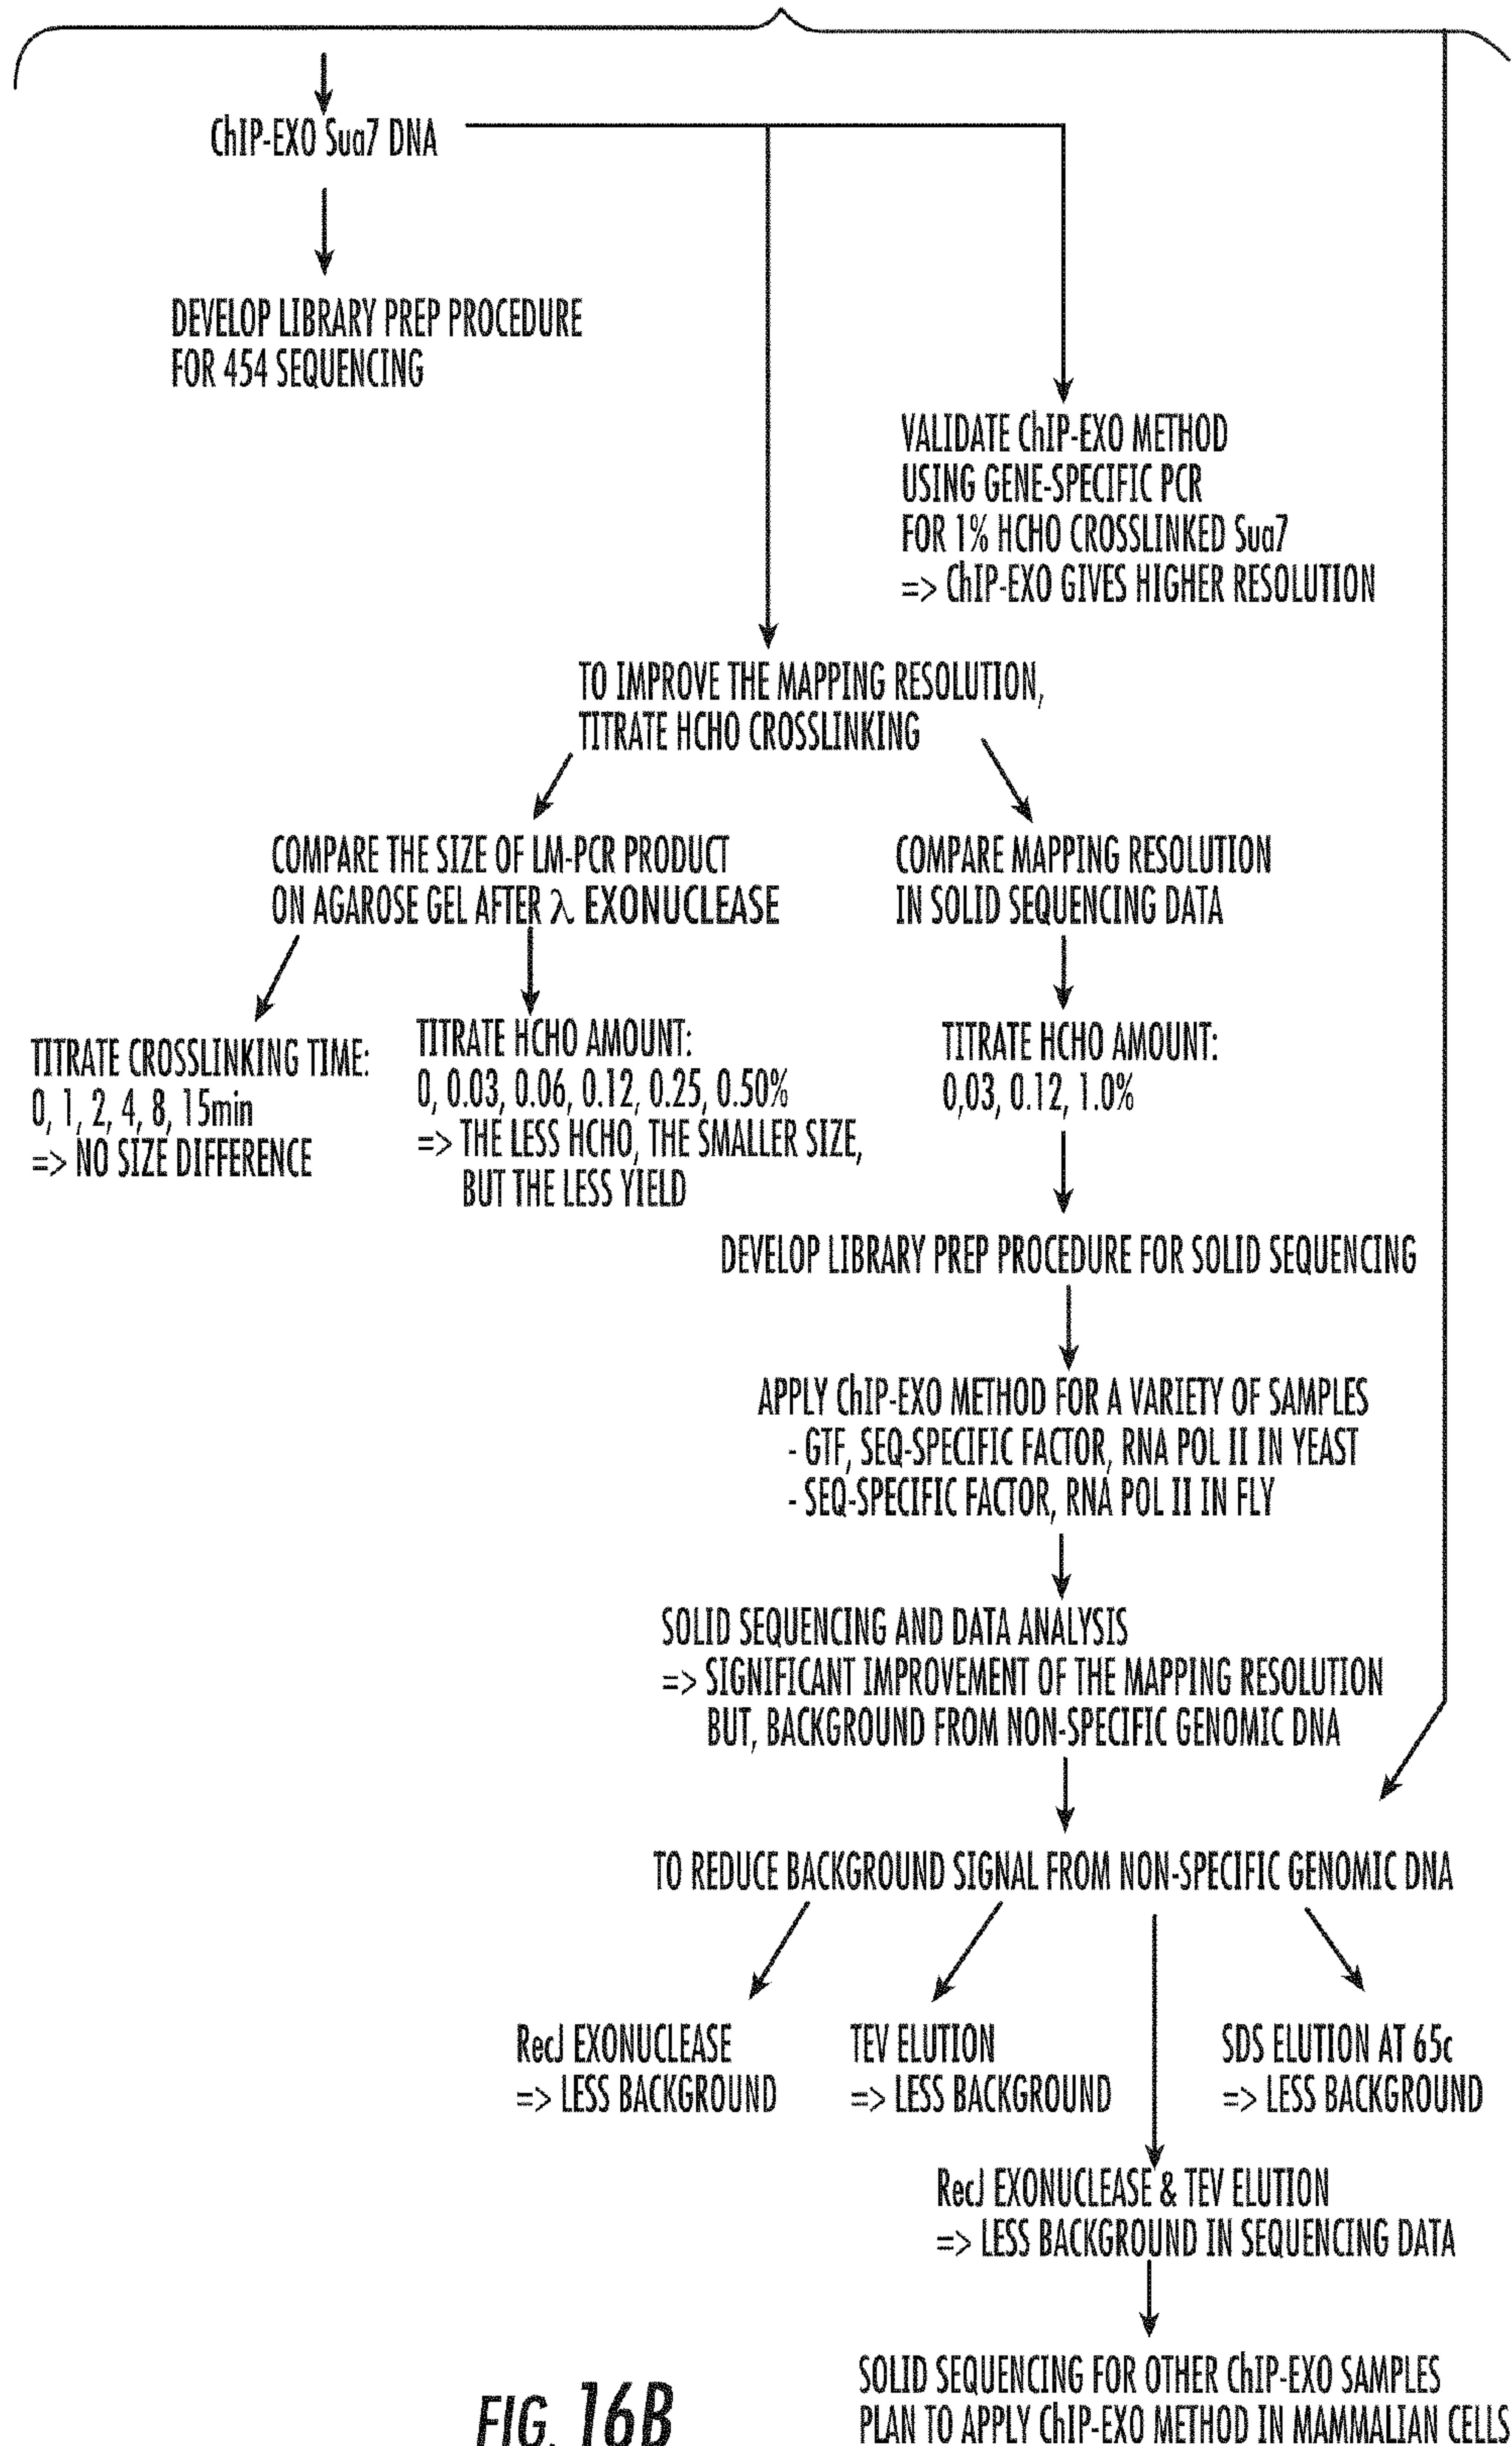 ChIP-EXO Sua7 DNA
DEVELOP LIBRARY PREP PROCEDURE
FOR 454 SEQUENCING
VALIDATE ChIP-EXO METHOD
USING GENE-SPECIFIC PCR
FOR 1% HCHO CROSSLINKED Sua7
=> ChIP-EXO GIVES HIGHER RESOLUTION
TO IMPROVE THE MAPPING RESOLUTION,
TITRATE HCHO CROSSLINKING
COMPARE THE SIZE OF LM-PCR PRODUCT
ON AGAROSE GEL AFTER λ EXONUCLEASE
COMPARE MAPPING RESOLUTION
IN SOLID SEQUENCING DATA
TITRATE CROSSLINKING TIME:
0, 1, 2, 4, 8, 15min
=> NO SIZE DIFFERENCE
TITRATE HCHO AMOUNT:
0, 0.03, 0.06, 0.12, 0.25, 0.50%
=> THE LESS HCHO, THE SMALLER SIZE,
BUT THE LESS YIELD
TITRATE HCHO AMOUNT:
0,03, 0.12, 1.0%
DEVELOP LIBRARY PREP PROCEDURE FOR SOLID SEQUENCING
APPLY ChIP-EXO METHOD FOR A VARIETY OF SAMPLES
- GTF, SEQ-SPECIFIC FACTOR, RNA POL II IN YEAST
- SEQ-SPECIFIC FACTOR, RNA POL II IN FLY
SOLID SEQUENCING AND DATA ANALYSIS
=> SIGNIFICANT IMPROVEMENT OF THE MAPPING RESOLUTION
BUT, BACKGROUND FROM NON-SPECIFIC GENOMIC DNA
TO REDUCE BACKGROUND SIGNAL FROM NON-SPECIFIC GENOMIC DNA
RecJ EXONUCLEASE
=> LESS BACKGROUND
TEV ELUTION
=> LESS BACKGROUND
SDS ELUTION AT 65c
=> LESS BACKGROUND
RecJ EXONUCLEASE & TEV ELUTION
=> LESS BACKGROUND IN SEQUENCING DATA
SOLID SEQUENCING FOR OTHER ChIP-EXO SAMPLES
PLAN TO APPLY ChIP-EXO METHOD IN MAMMALIAN CELLS
FIG. 16B